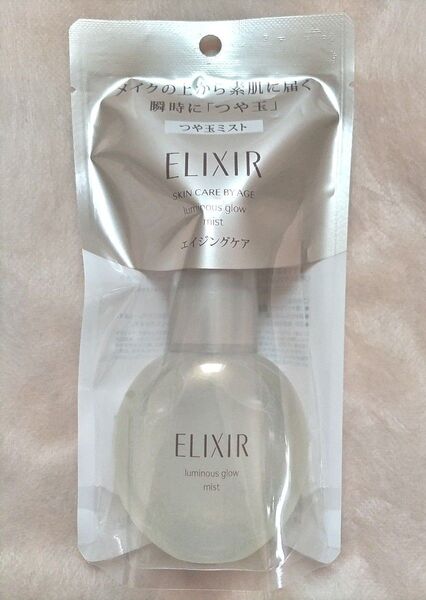 メイクの上から素肌に届く
瞬時に「つや玉」
つや玉ミスト
ELIXIR
SKIN CARE BY AGE
luminous glow
mist
エイジングケア
ELIXIR
luminous glow
mist